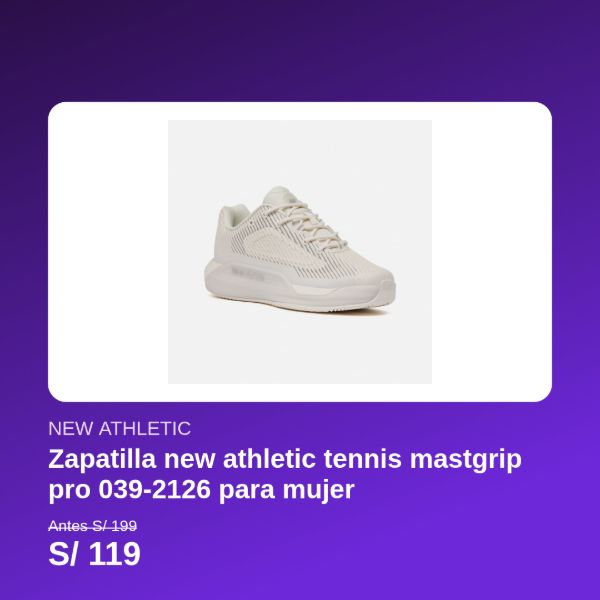 NEW ATHLETIC
Zapatilla new athletic tennis mastgrip
pro 039-2126 para mujer
Antes S/ 199
S/ 119